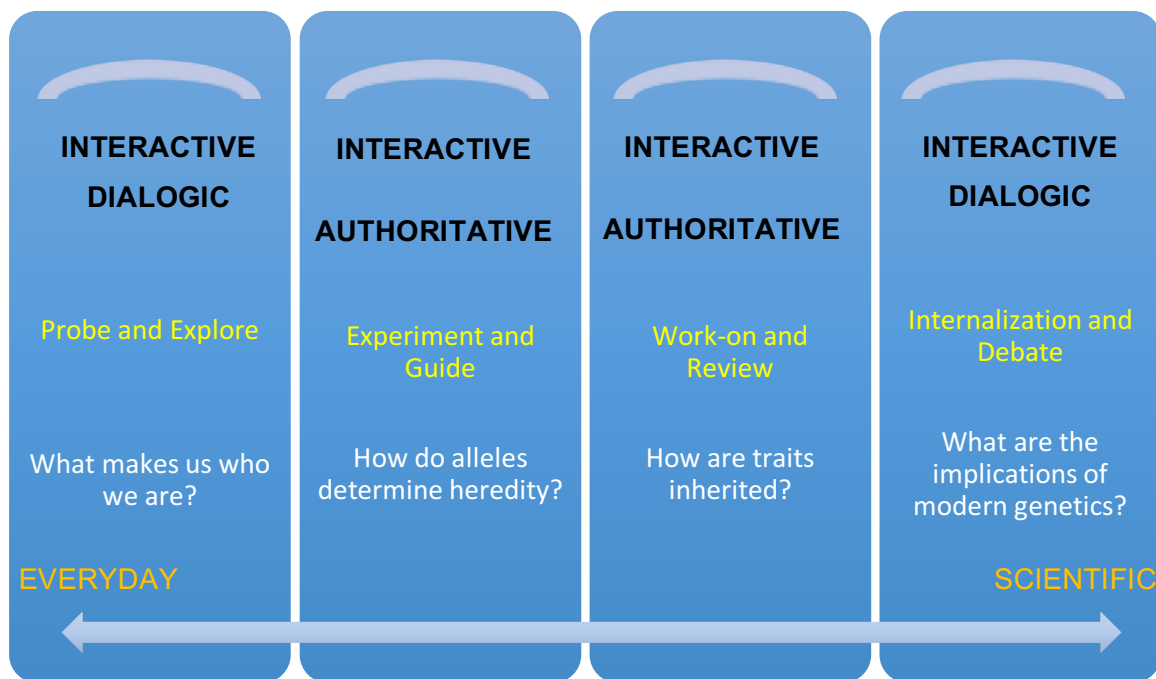 INTERACTIVE
DIALOGIC
Probe and Explore
What makes us who
we are?
INTERACTIVE
AUTHORITATIVE
Experiment and
Guide
How do alleles
determine heredity?
INTERACTIVE
AUTHORITATIVE
Work-on and
Review
How are traits
inherited?
INTERACTIVE
DIALOGIC
Internalization and
Debate
What are the
implications of
modern genetics?
EVERYDAY
SCIENTIFIC